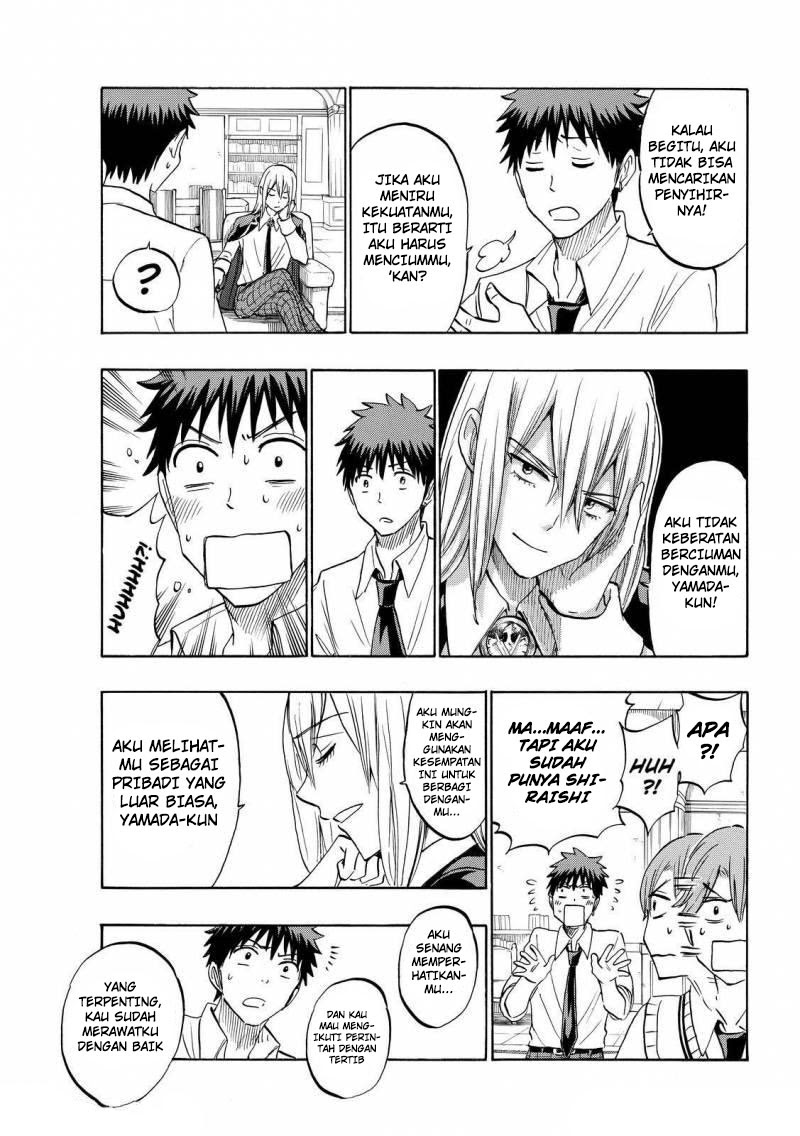 KALAU
BEGITU, AKU
TIDAK BISA
MENCARIKAN
PENYIHIR-
NYA!
JIKA AKU
MENIRU
KEKUATANMU,
ITU BERARTI
AKU HARUS
MENCIUMMU,
'KAN?
?
AKU TIDAK
KEBERATAN
BERCIUMAN
DENGANMU,
YAMADA-
KUN!
HUHHHH?!
APA
?!
HUH
?!
MA...MAAF...
TAPI AKU
SUDAH
PUNYA SHI-
RAISHI
AKU MUNG-
KIN AKAN
MENG-
GUNAKAN
KESEMPATAN
INI UNTUK
BERBAGI
DENGAN-
MU...
AKU MELIHAT-
MU SEBAGAI
PRIBADI YANG
LUAR BIASA,
YAMADA-KUN
AKU
SENANG
MEMPER-
HATIKAN-
MU...
DAN KAU
MAU MENG-
IKUTI PERIN-
TAH DENGAN
TERTIB
YANG
TERPENTING,
KAU SUDAH
MERAWATKU
DENGAN BAIK